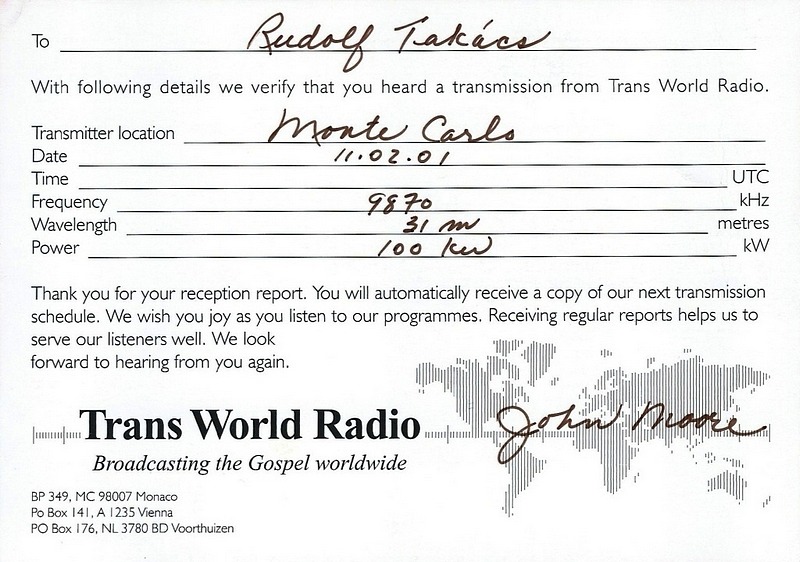 To Rudolf Takács
With following details we verify that you heard a transmission from Trans World Radio.
Transmitter location Monte Carlo
Date 11.02.01
Time UTC
Frequency 9870 kHz
Wavelength 31 m metres
Power 100 kw kW
Thank you for your reception report. You will automatically receive a copy of our next transmission
schedule. We wish you joy as you listen to our programmes. Receiving regular reports helps us to
serve our listeners well. We look
forward to hearing from you again.
Trans World Radio
John Moore
Broadcasting the Gospel worldwide
BP 349, MC 98007 Monaco
Po Box 141, A 1235 Vienna
PO Box 176, NL 3780 BD Voorthuizen